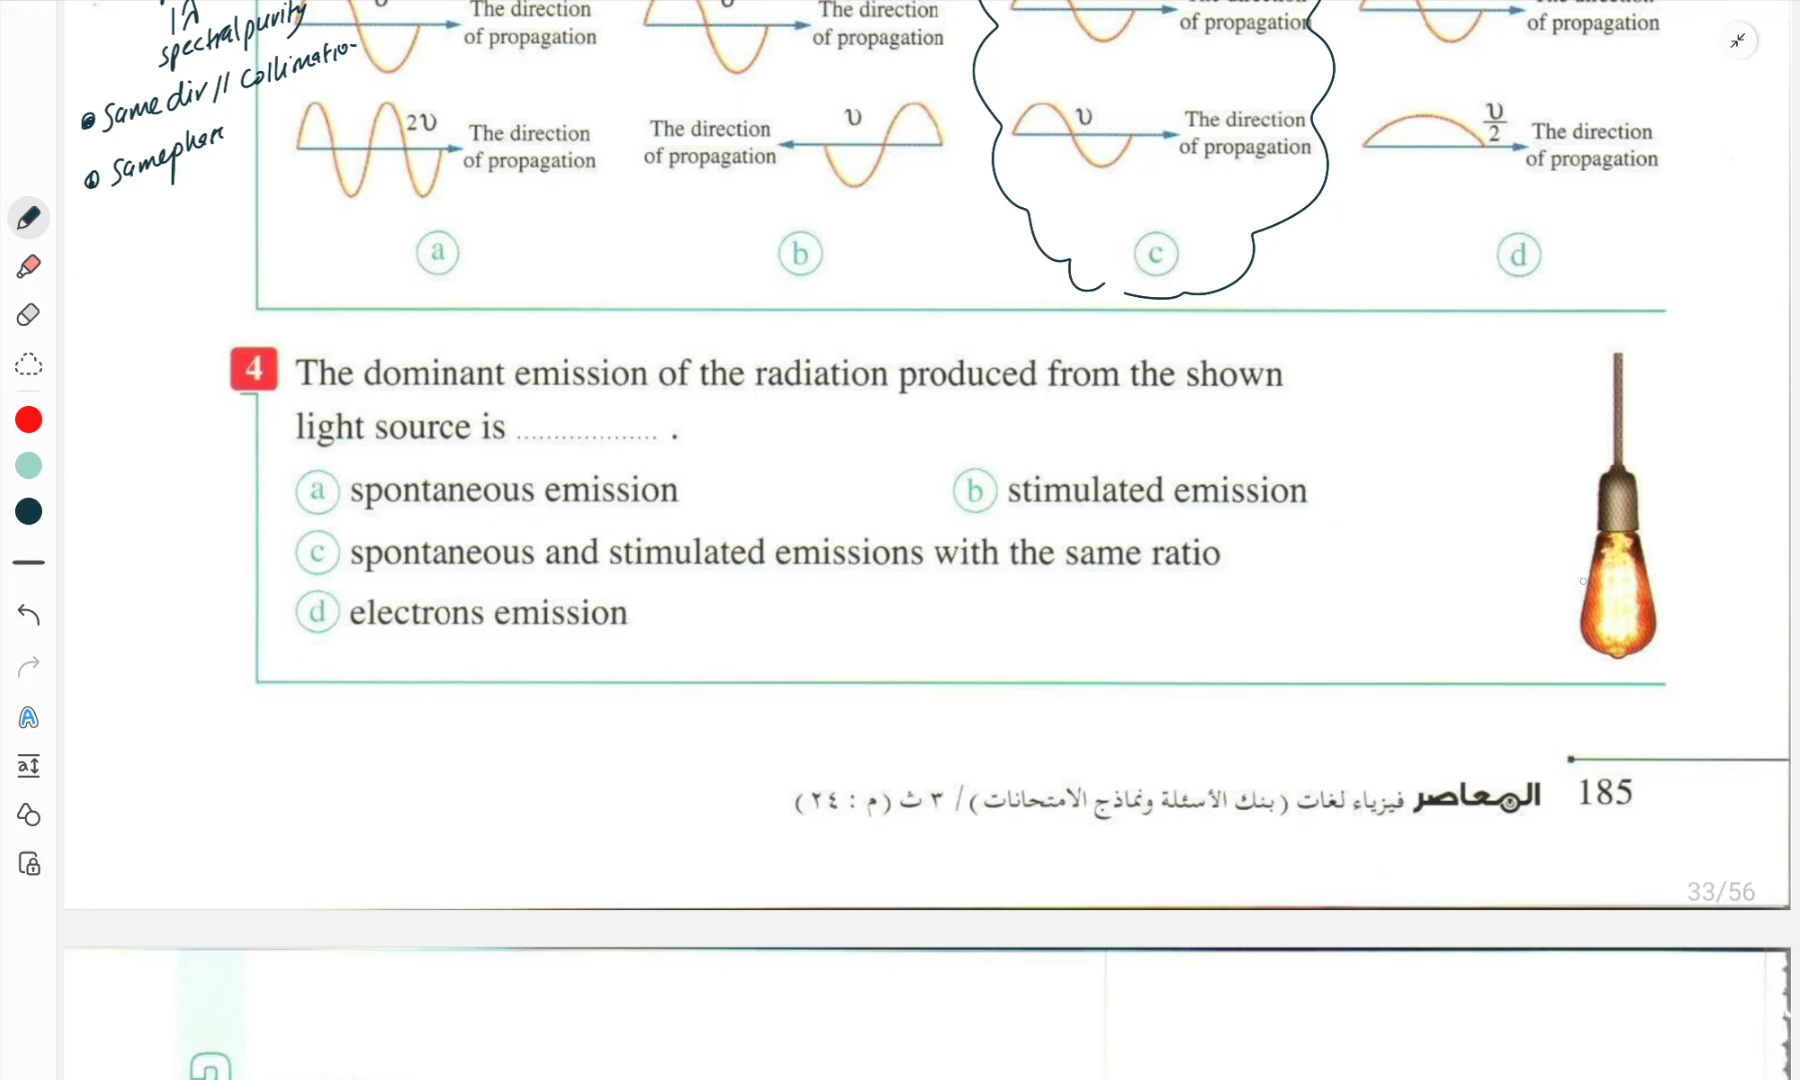 1λ
spectral purity
Same dir // Collimatio-
Same phase
The direction
of propagation
The direction
of propagation
of propagation
of propagation
2υ
The direction
of propagation
The direction
of propagation
υ
υ
The direction
of propagation
υ/2
The direction
of propagation
a
b
c
d
4 The dominant emission of the radiation produced from the shown
light source is ................... .
a spontaneous emission
b stimulated emission
c spontaneous and stimulated emissions with the same ratio
d electrons emission
المعاصر فيزياء لغات ( بنك الأسئلة ونماذج الامتحانات ) / ٣ ث ( م : ٢٤ )
185
33/56